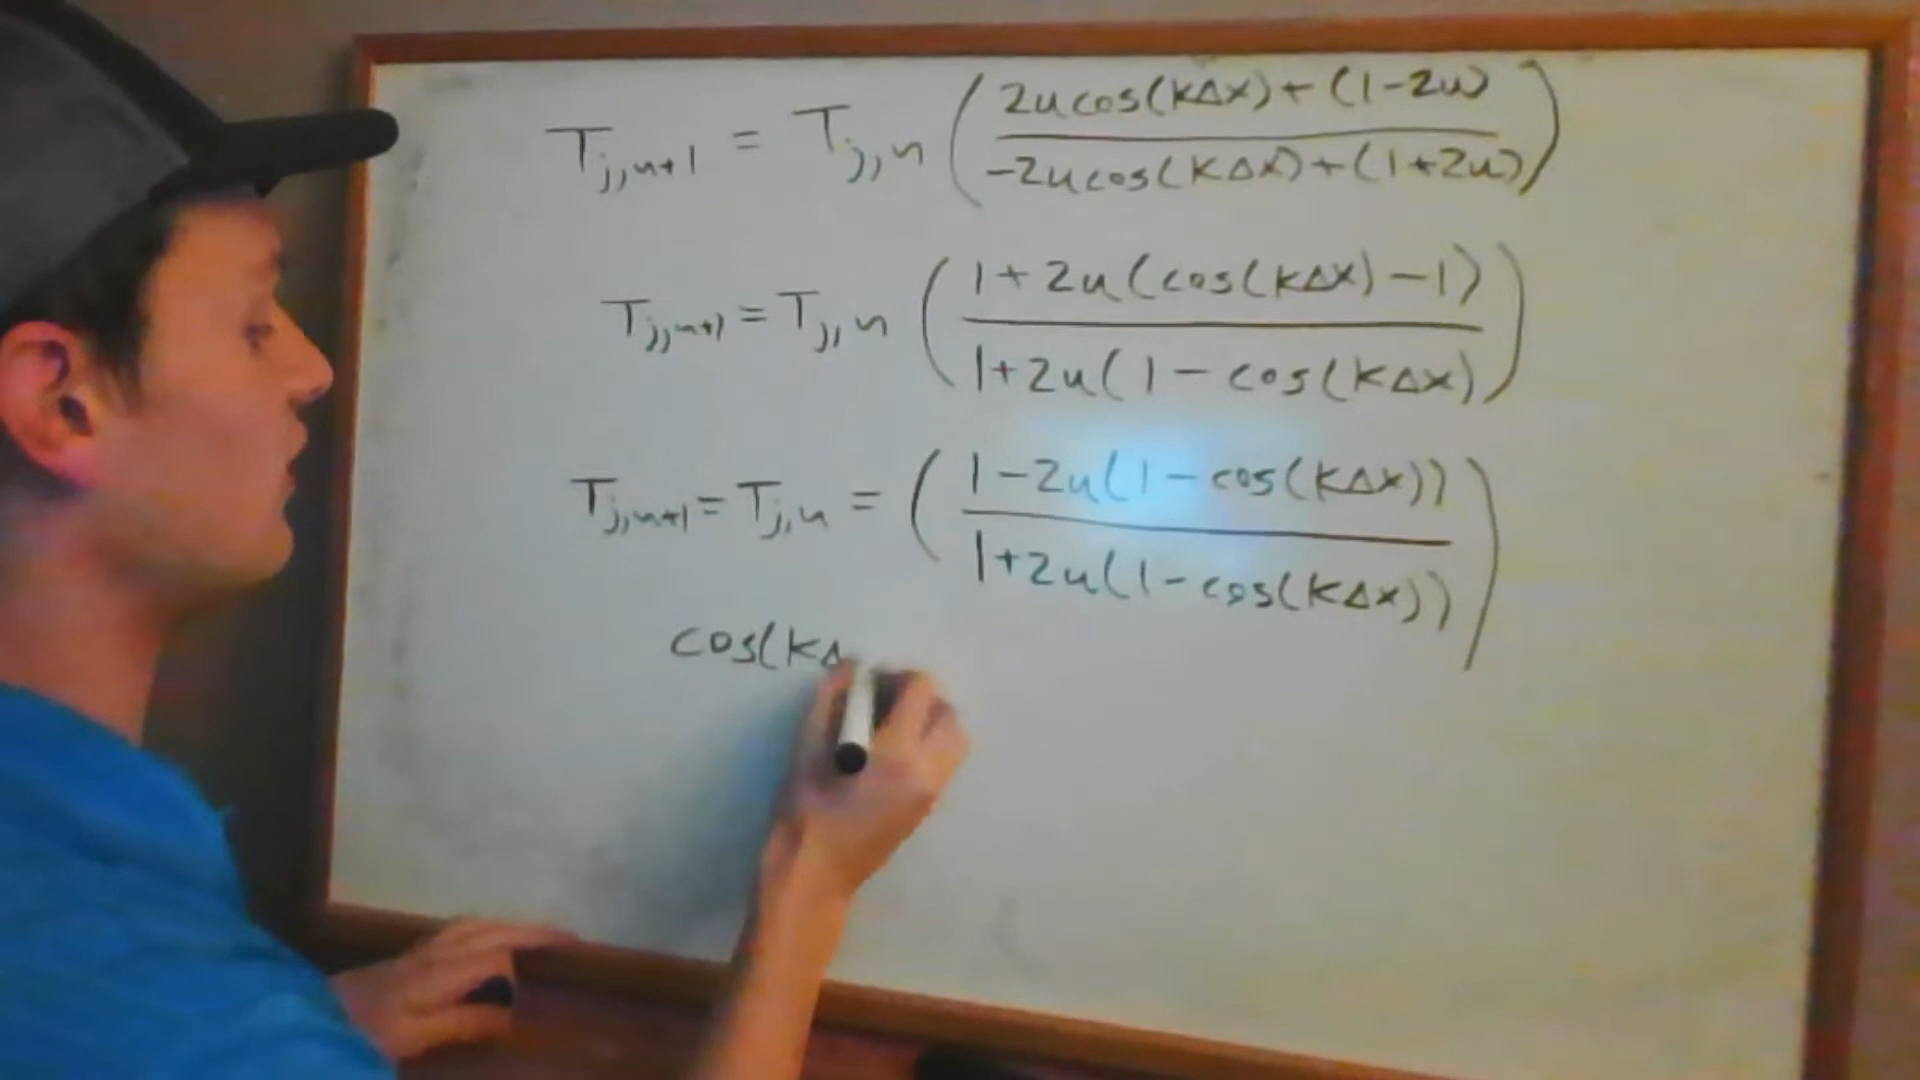 T_{j,n+1} = T_{j,n} ( (2u cos(kΔx) + (1-2u)) / (-2u cos(kΔx) + (1+2u)) )
T_{j,n+1} = T_{j,n} ( (1+2u(cos(kΔx) - 1)) / (1+2u(1 - cos(kΔx)) )
T_{j,n+1} = T_{j,n} = ( (1-2u(1-cos(kΔx))) / (1+2u(1-cos(kΔx))) )
cos(kΔ